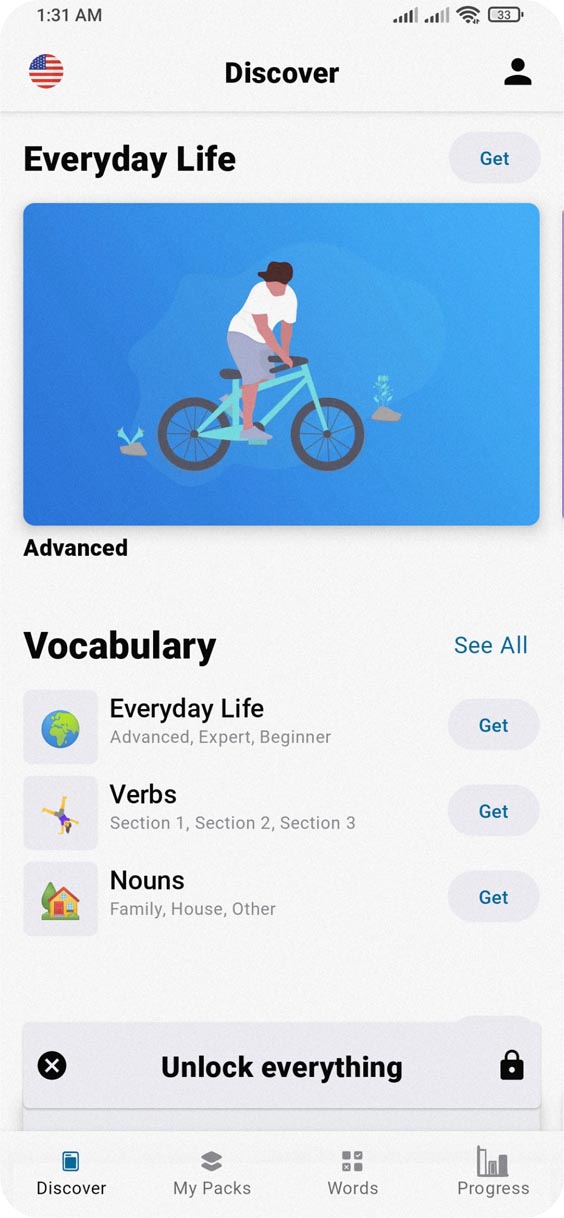 1:31 AM 33
Discover
Everyday Life Get
Advanced
Vocabulary See All
Everyday Life
Advanced, Expert, Beginner
Get
Verbs
Section 1, Section 2, Section 3
Get
Nouns
Family, House, Other
Get
Unlock everything
Discover My Packs Words Progress